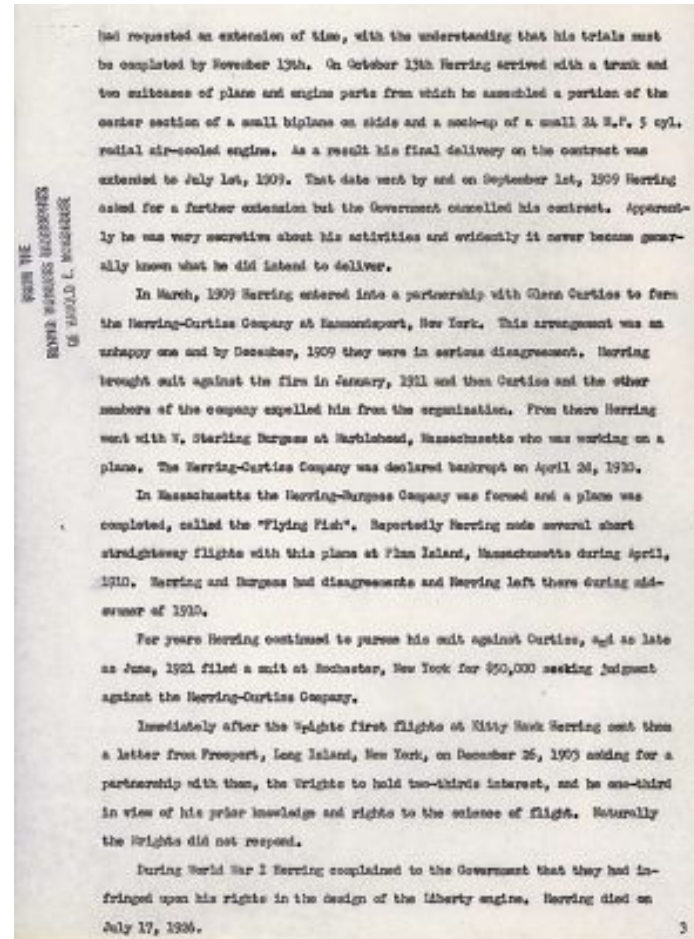 had requested an extension of time, with the understanding that his trials must
be completed by November 13th. On October 13th Herring arrived with a trunk and
two suitcases of plane and engine parts from which he assembled a portion of the
center section of a small biplane on skids and a mock-up of a small 24 H.P. 5 cyl.
radial air-cooled engine. As a result his final delivery on the contract was
extended to July 1st, 1909. That date went by and on September 1st, 1909 Herring
asked for a further extension but the Government cancelled his contract. Apparent-
ly he was very secretive about his activities and evidently it never became gener-
ally known what he did intend to deliver.
In March, 1909 Herring entered into a partnership with Glenn Curtiss to form
the Herring-Curtiss Company at Hammondsport, New York. This arrangement was an
unhappy one and by December, 1909 they were in serious disagreement. Herring
brought suit against the firm in January, 1911 and then Curtiss and the other
members of the company expelled him from the organization. From there Herring
went with W. Starling Burgess at Marblehead, Massachusetts who was working on a
plane. The Herring-Curtiss Company was declared bankrupt on April 2, 1910.
In Massachusetts the Herring-Burgess Company was formed and a plane was
completed, called the "Flying Fish". Reportedly Herring made several short
straightway flights with this plane at Plum Island, Massachusetts during April,
1910. Herring and Burgess had disagreements and Herring left there during mid-
summer of 1910.
For years Herring continued to pursue his suit against Curtiss, and as late
as June, 1921 filed a suit at Rochester, New York for $50,000 seeking judgment
against the Herring-Curtiss Company.
Immediately after the Wrights first flights at Kitty Hawk Herring sent them
a letter from Freeport, Long Island, New York, on December 26, 1903 asking for a
partnership with them, the Wrights to hold two-thirds interest, and he one-third
in view of his prior knowledge and rights to the science of flight. Naturally
the Wrights did not respond.
During World War I Herring complained to the Government that they had in-
fringed upon his rights in the design of the Liberty engine. Herring died on
July 17, 1926.
3
FROM THE
OF HAROLD E. MOREHOUSE